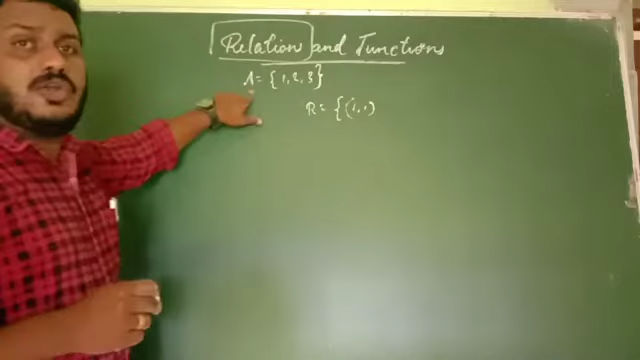 Relation and Functions
A = { 1, 2, 3 }
R = { (1, 1)